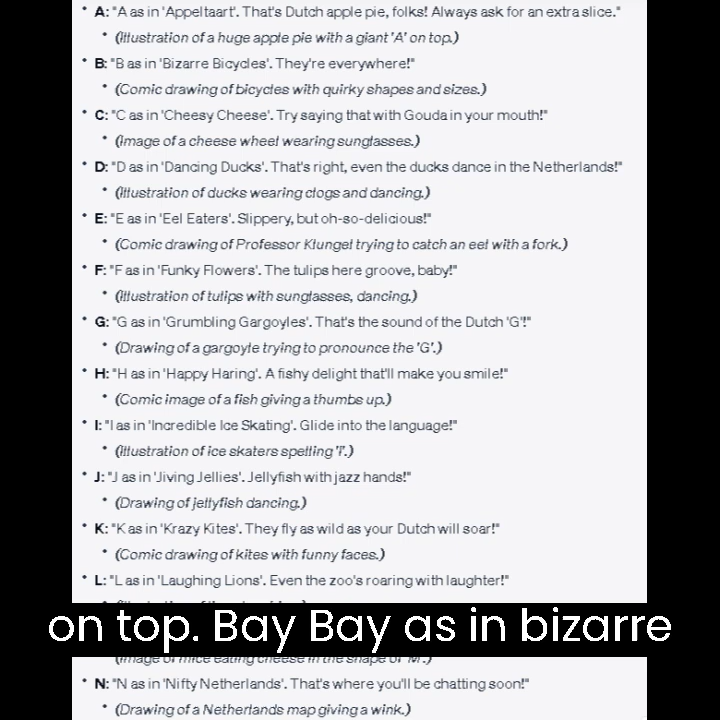 • A: "A as in 'Appeltaart'. That's Dutch apple pie, folks! Always ask for an extra slice."
• (Illustration of a huge apple pie with a giant 'A' on top.)
• B: "B as in 'Bizarre Bicycles'. They're everywhere!"
• (Comic drawing of bicycles with quirky shapes and sizes.)
• C: "C as in 'Cheesy Cheese'. Try saying that with Gouda in your mouth!"
• (Image of a cheese wheel wearing sunglasses.)
• D: "D as in 'Dancing Ducks'. That's right, even the ducks dance in the Netherlands!"
• (Illustration of ducks wearing clogs and dancing.)
• E: "E as in 'Eel Eaters'. Slippery, but oh-so-delicious!"
• (Comic drawing of Professor Klungel trying to catch an eel with a fork.)
• F: "F as in 'Funky Flowers'. The tulips here groove, baby!"
• (Illustration of tulips with sunglasses, dancing.)
• G: "G as in 'Grumbling Gargoyles'. That's the sound of the Dutch 'G'!"
• (Drawing of a gargoyle trying to pronounce the 'G'.)
• H: "H as in 'Happy Haring'. A fishy delight that'll make you smile!"
• (Comic image of a fish giving a thumbs up.)
• I: "I as in 'Incredible Ice Skating'. Glide into the language!"
• (Illustration of ice skaters spelling 'I'.)
• J: "J as in 'Jiving Jellies'. Jellyfish with jazz hands!"
• (Drawing of jellyfish dancing.)
• K: "K as in 'Krazy Kites'. They fly as wild as your Dutch will soar!"
• (Comic drawing of kites with funny faces.)
• L: "L as in 'Laughing Lions'. Even the zoo's roaring with laughter!"
on top. Bay Bay as in bizarre
(Image of mice eating cheese in the shape of 'M'.)
• N: "N as in 'Nifty Netherlands'. That's where you'll be chatting soon!"
• (Drawing of a Netherlands map giving a wink.)